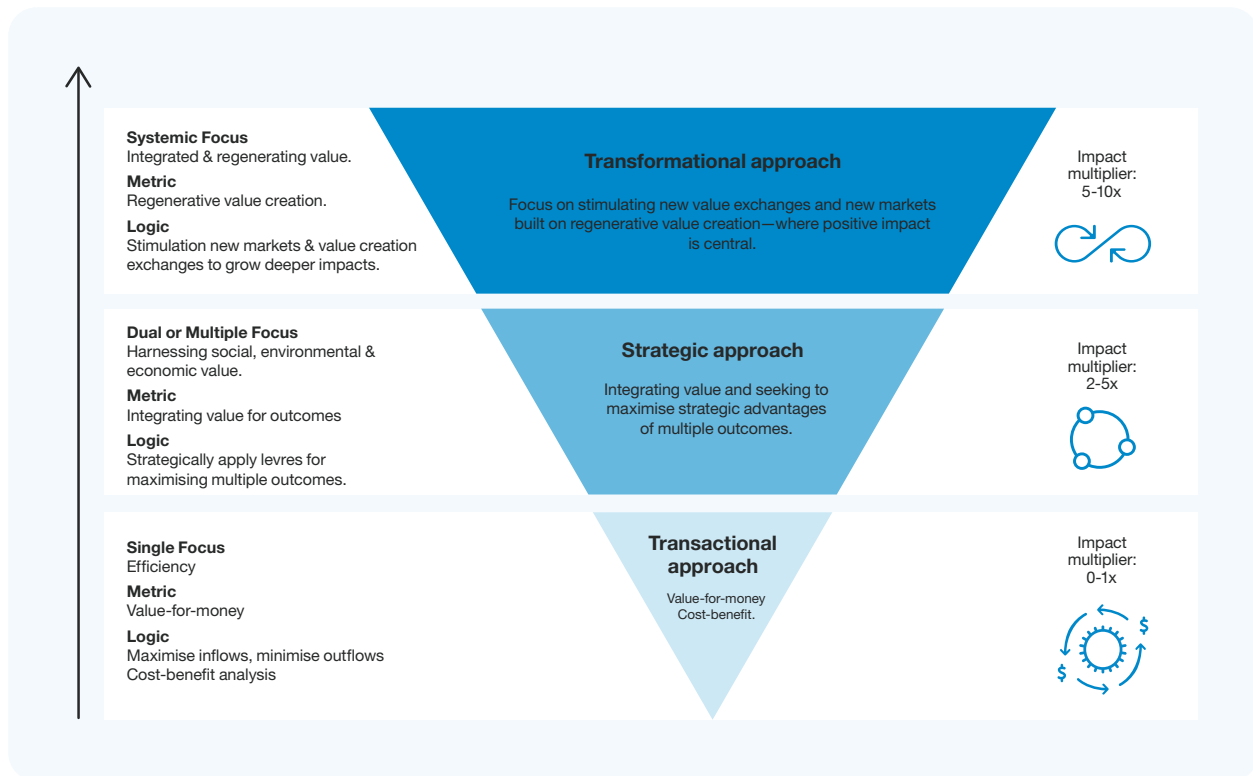 Systemic Focus
Integrated & regenerating value.
Metric
Regenerative value creation.
Logic
Stimulation new markets & value creation
exchanges to grow deeper impacts.
Transformational approach
Focus on stimulating new value exchanges and new markets
built on regenerative value creation—where positive impact
is central.
Impact
multiplier:
5-10x
Dual or Multiple Focus
Harnessing social, environmental &
economic value.
Metric
Integrating value for outcomes
Logic
Strategically apply levres for
maximising multiple outcomes.
Strategic approach
Integrating value and seeking to
maximise strategic advantages
of multiple outcomes.
Impact
multiplier:
2-5x
Single Focus
Efficiency
Metric
Value-for-money
Logic
Maximise inflows, minimise outflows
Cost-benefit analysis
Transactional
approach
Value-for-money
Cost-benefit.
Impact
multiplier:
0-1x
$
$